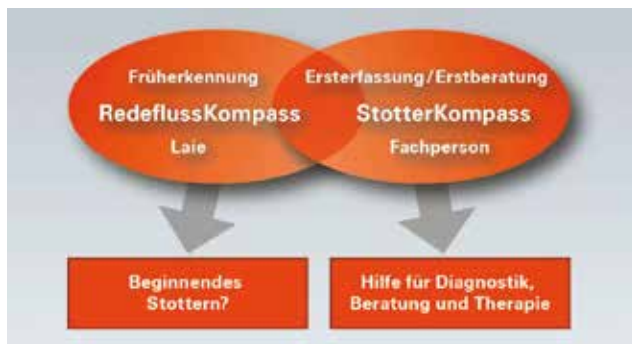 Früherkennung
RedeflussKompass
Laie
Ersterfassung/Erstberatung
StotterKompass
Fachperson
Beginnendes
Stottern?
Hilfe für Diagnostik,
Beratung und Therapie